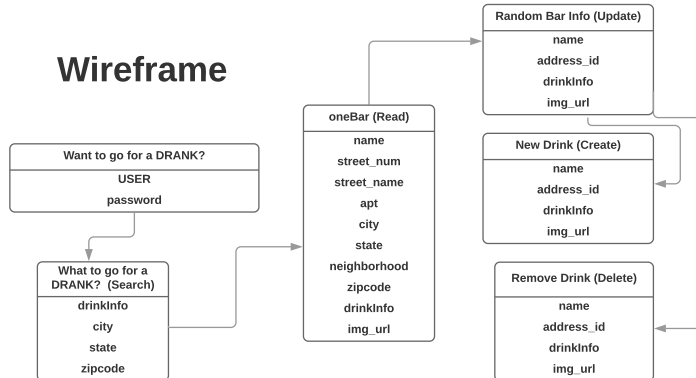 Wireframe
Want to go for a DRANK?
USER
password
What to go for a
DRANK?  (Search)
drinkInfo
city
state
zipcode
oneBar (Read)
name
street_num
street_name
apt
city
state
neighborhood
zipcode
drinkInfo
img_url
Random Bar Info (Update)
name
address_id
drinkInfo
img_url
New Drink (Create)
name
address_id
drinkInfo
img_url
Remove Drink (Delete)
name
address_id
drinkInfo
img_url